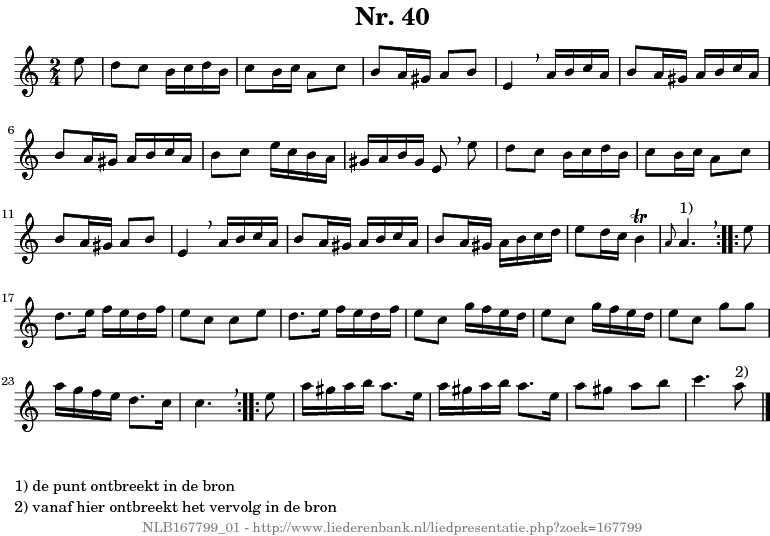 Nr. 40
2
4
6
1)
tr
11
17
2)
23
1) de punt ontbreekt in de bron
2) vanaf hier ontbreekt het vervolg in de bron
NLB167799_01 - http://www.liederenbank.nl/liedpresentatie.php?zoek=167799